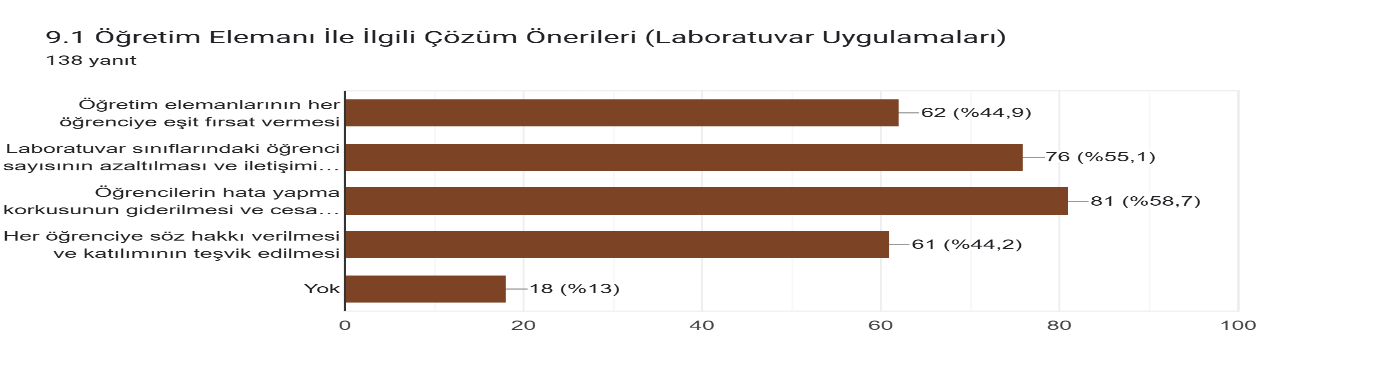 9.1 Öğretim Elemanı İle İlgili Çözüm Önerileri (Laboratuvar Uygulamaları)
138 yanıt
Öğretim elemanlarının her
öğrenciye eşit fırsat vermesi
62 (%44,9)
Laboratuvar sınıflarındaki öğrenci
sayısının azaltılması ve iletişimi…
76 (%55,1)
Öğrencilerin hata yapma
korkusunun giderilmesi ve cesa…
81 (%58,7)
Her öğrenciye söz hakkı verilmesi
ve katılımının teşvik edilmesi
61 (%44,2)
Yok
18 (%13)
0 20 40 60 80 100